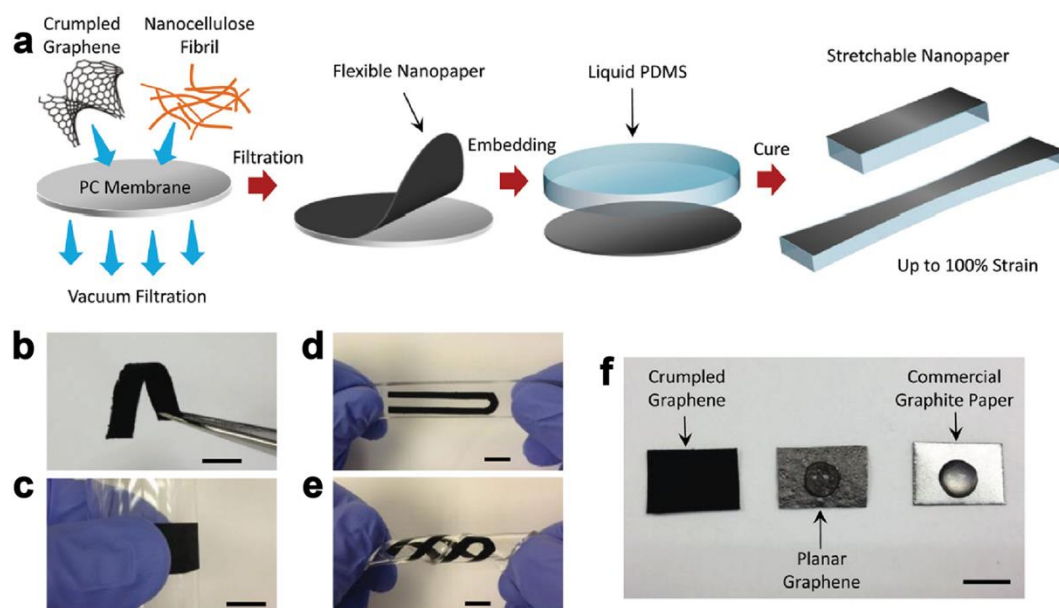 a
Crumpled
Graphene
Nanocellulose
Fibril
PC Membrane
Vacuum Filtration
Filtration
Flexible Nanopaper
Embedding
Liquid PDMS
Cure
Stretchable Nanopaper
Up to 100% Strain
b
c
d
e
f
Crumpled
Graphene
Commercial
Graphite Paper
Planar
Graphene